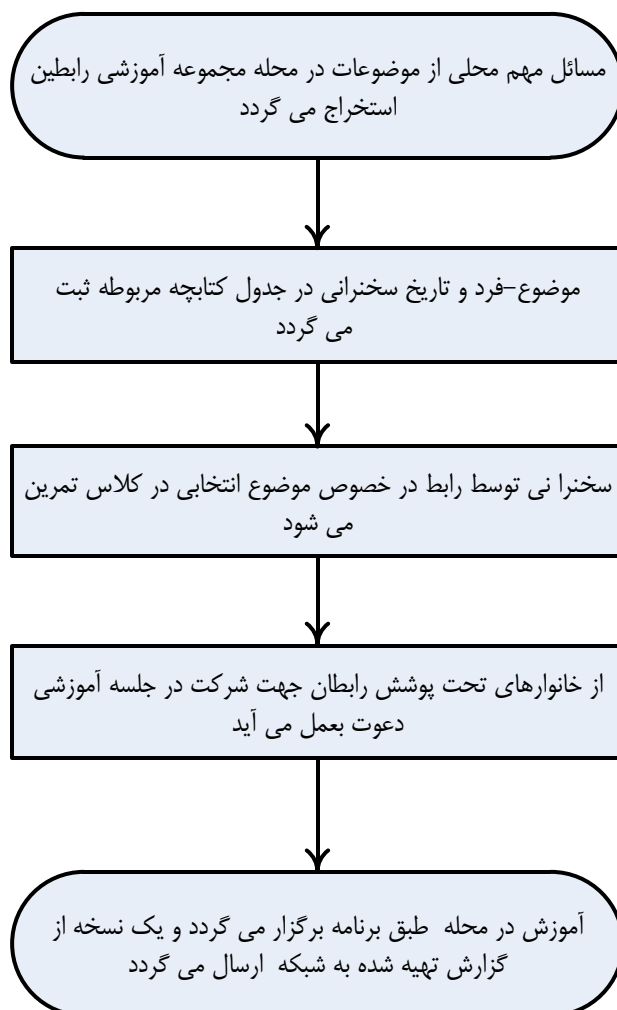 مسائل مهم محلی از موضوعات در محله مجموعه آموزشی رابطین
استخراج می گردد
موضوع-فرد و تاریخ سخنرانی در جدول کتابچه مربوطه ثبت
می گردد
سخنرا نی توسط رابط در خصوص موضوع انتخابی در کلاس تمرین
می شود
از خانوارهای تحت پوشش رابطان جهت شرکت در جلسه آموزشی
دعوت بعمل می آید
آموزش در محله طبق برنامه برگزار می گردد و یک نسخه از
گزارش تهیه شده به شبکه ارسال می گردد